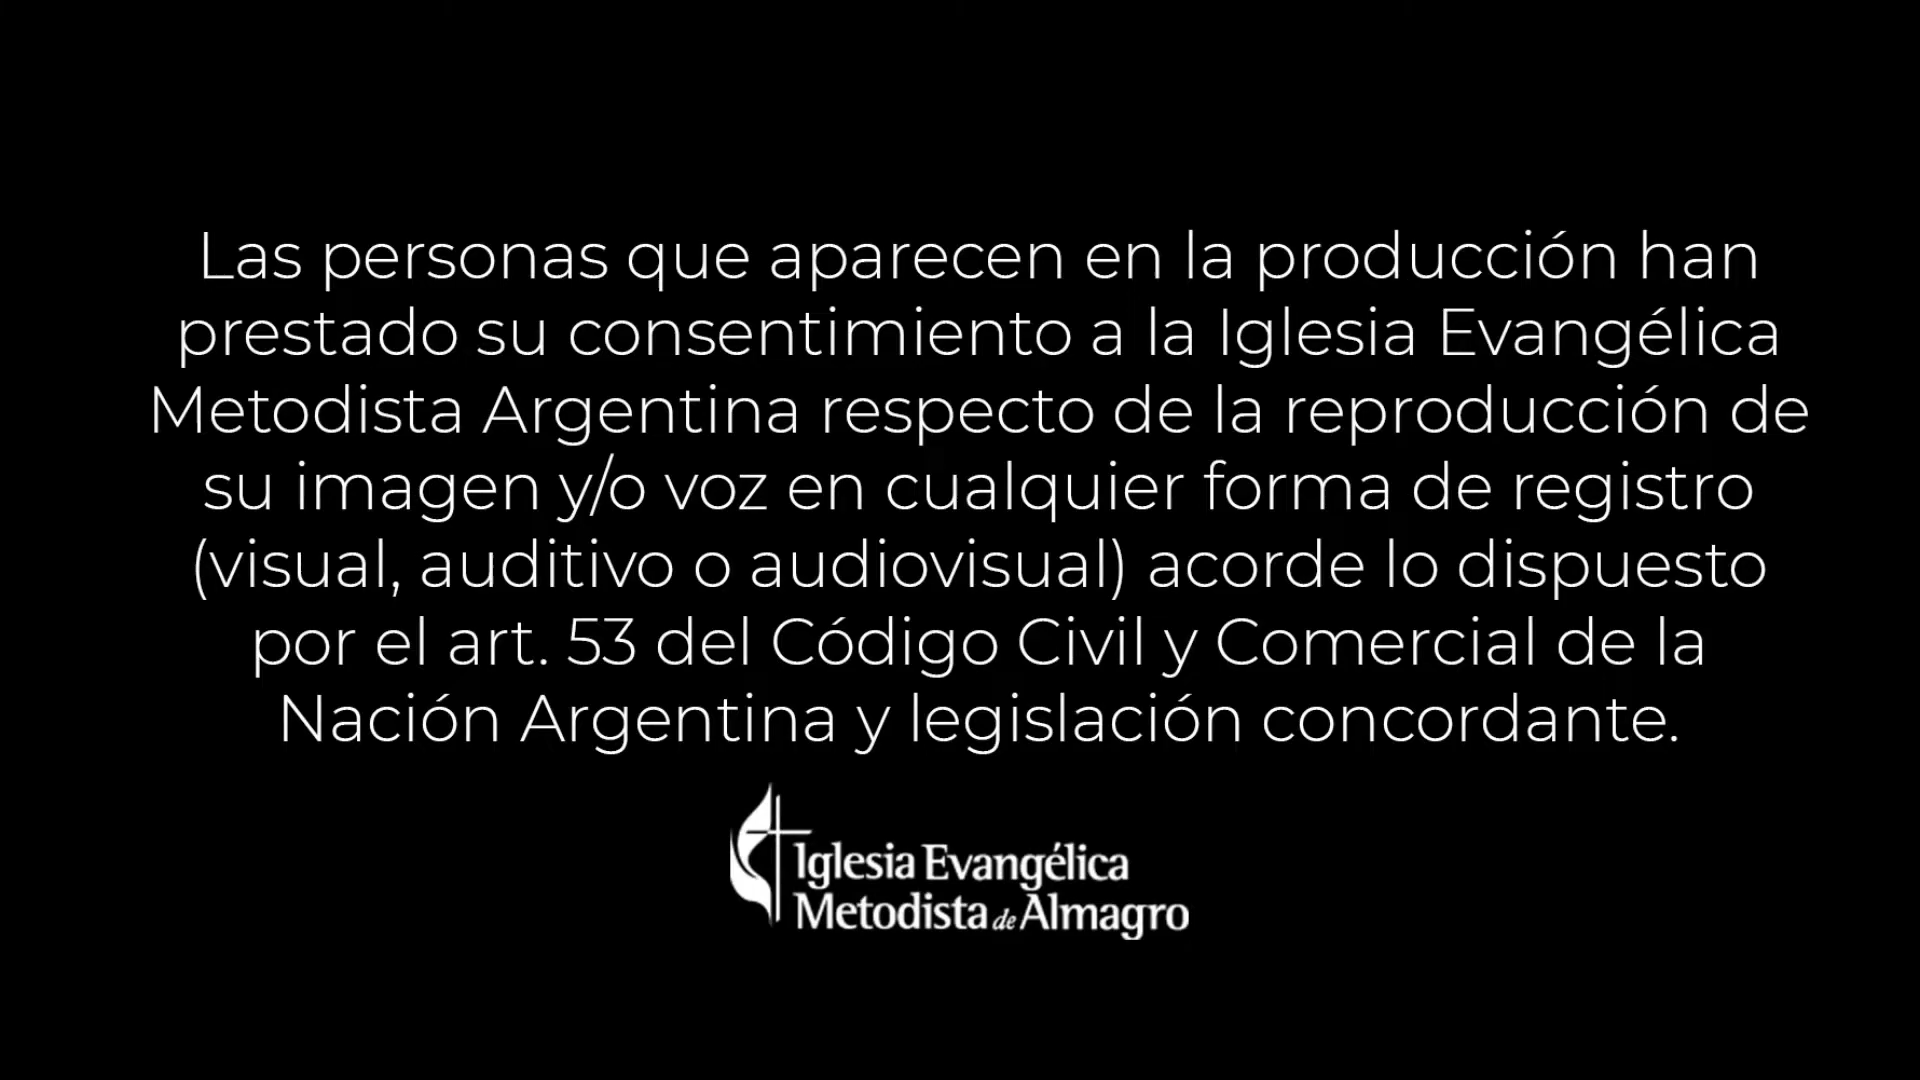 Las personas que aparecen en la producción han
prestado su consentimiento a la Iglesia Evangélica
Metodista Argentina respecto de la reproducción de
su imagen y/o voz en cualquier forma de registro
(visual, auditivo o audiovisual) acorde lo dispuesto
por el art. 53 del Código Civil y Comercial de la
Nación Argentina y legislación concordante.
Iglesia Evangélica
Metodista de Almagro